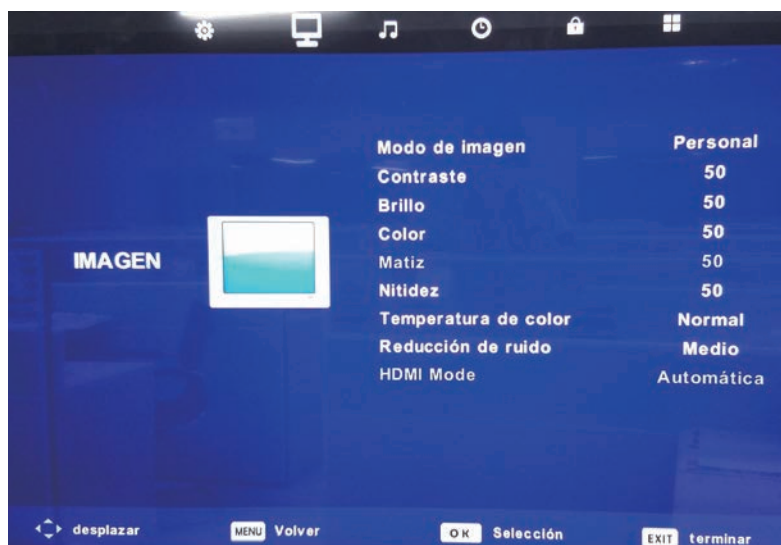 Modo de imagen Personal
Contraste 50
Brillo 50
Color 50
IMAGEN
Matiz 50
Nitidez 50
Temperatura de color Normal
Reducción de ruido Medio
HDMI Mode Automática
desplazar MENU Volver OK Selección EXIT terminar